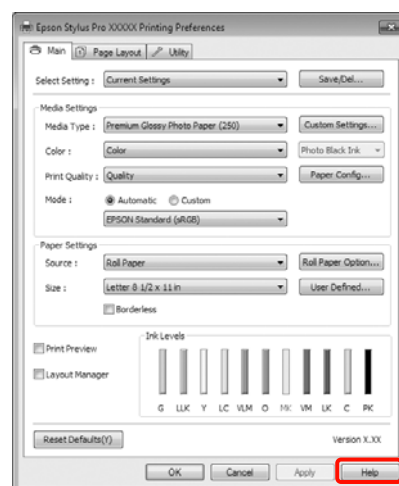 Epson Stylus Pro XXXXX Printing Preferences
Main Page Layout Utility
Select Setting : Current Settings Save/Del...
Media Settings
Media Type : Premium Glossy Photo Paper (250) Custom Settings...
Color : Color Photo Black Ink
Print Quality : Quality Paper Config...
Mode : Automatic Custom
EPSON Standard (sRGB)
Paper Settings
Source : Roll Paper Roll Paper Option...
Size : Letter 8 1/2 x 11 in User Defined...
Borderless
Ink Levels
Print Preview
Layout Manager
G LLK Y LC VLM O MK VM LK C PK
Reset Defaults(Y) Version X.XX
OK Cancel Apply Help